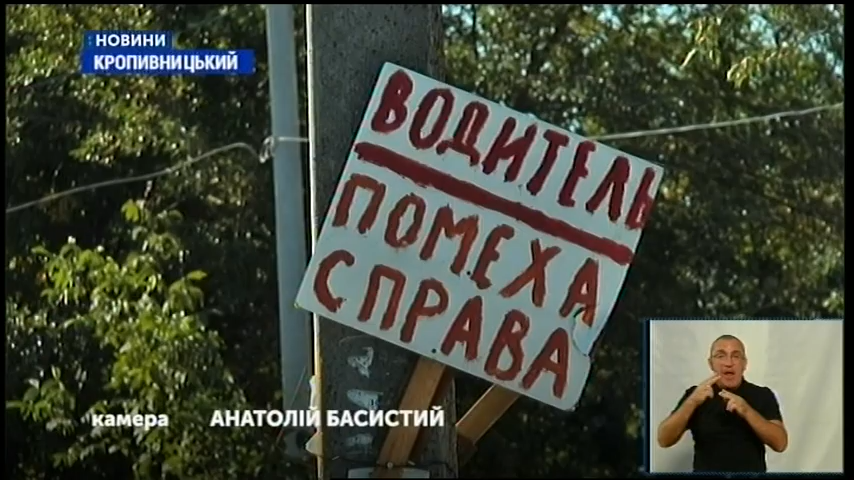 НОВИНИ
КРОПИВНИЦЬКИЙ
ВОДИТЕЛЬ
ПОМЕХА
СПРАВА
камера АНАТОЛІЙ БАСИСТИЙ